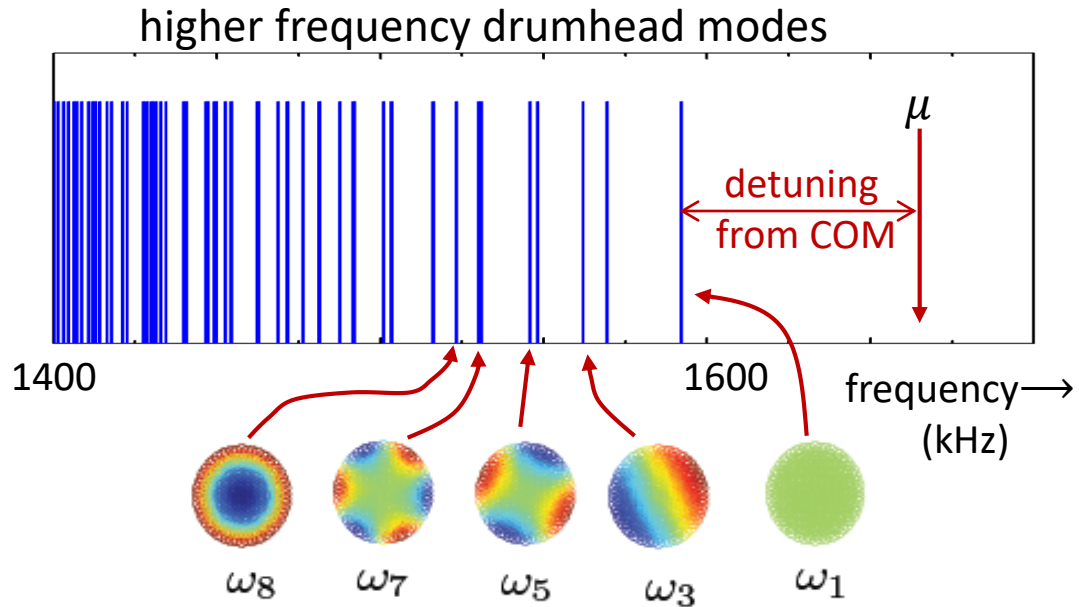 higher frequency drumhead modes
μ
detuning
from COM
1400
1600
frequency→
(kHz)
ω₈
ω₇
ω₅
ω₃
ω₁